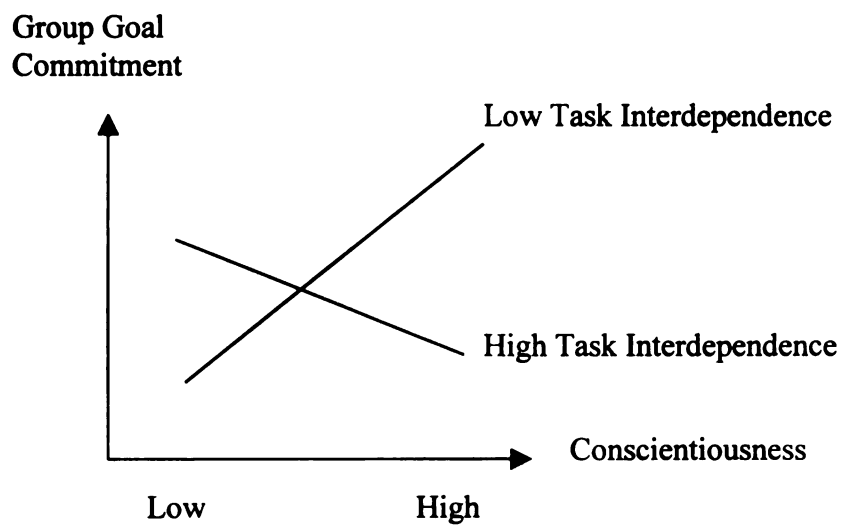 Group Goal
Commitment
Low Task Interdependence
High Task Interdependence
Conscientiousness
Low
High